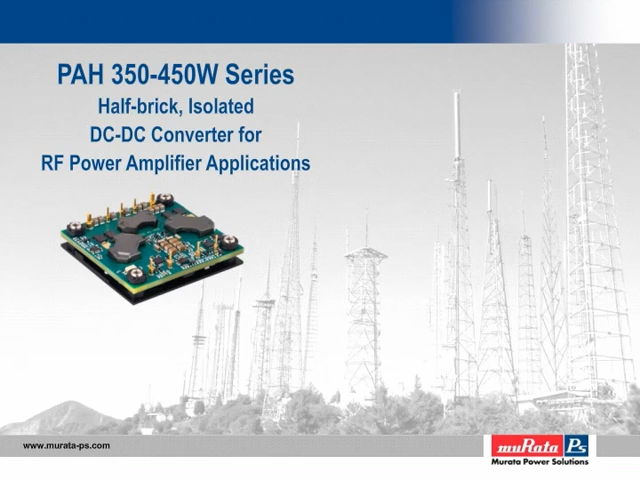 PAH 350-450W Series
Half-brick, Isolated
DC-DC Converter for
RF Power Amplifier Applications
www.murata-ps.com
muRata Ps
Murata Power Solutions